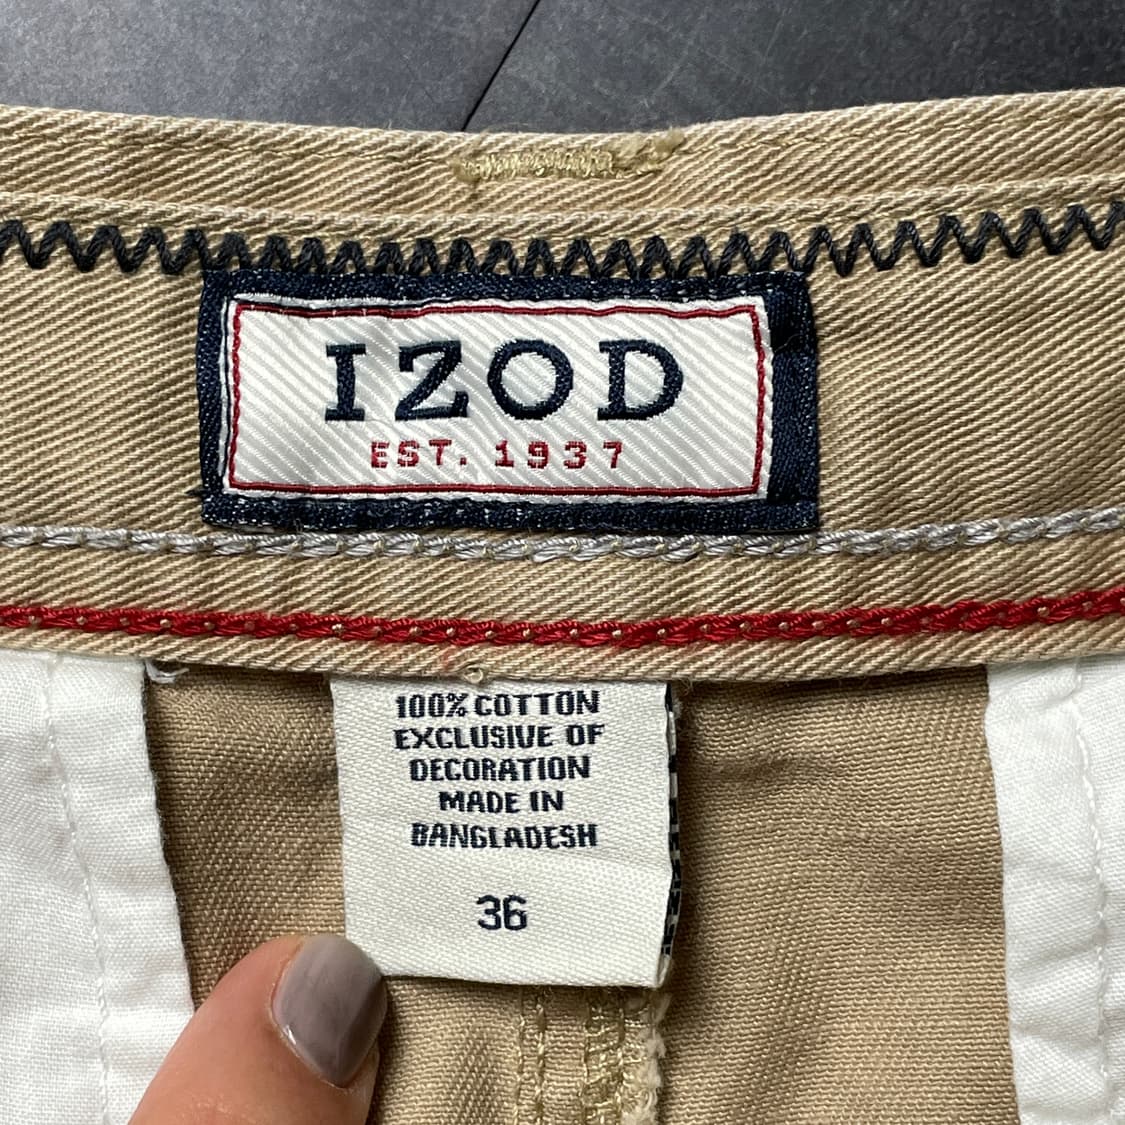 IZOD
EST. 1937
100% COTTON
EXCLUSIVE OF
DECORATION
MADE IN
BANGLADESH
36